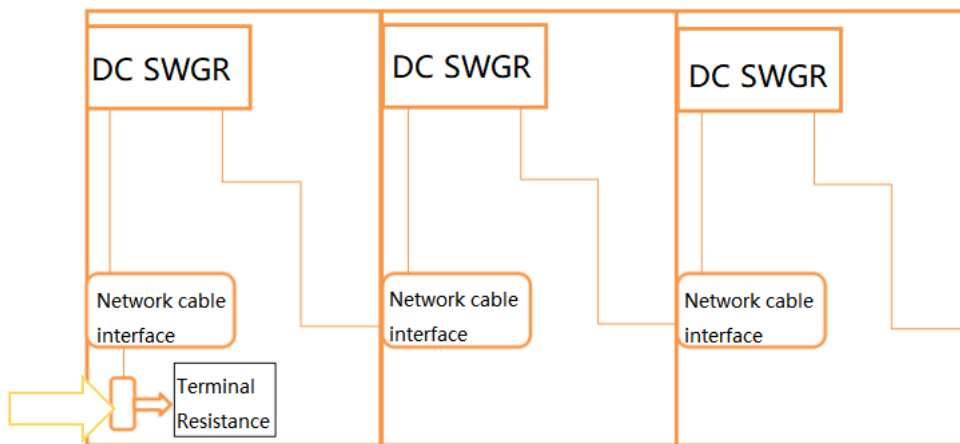 DC SWGR
DC SWGR
DC SWGR
Network cable
interface
Network cable
interface
Network cable
interface
Terminal
Resistance